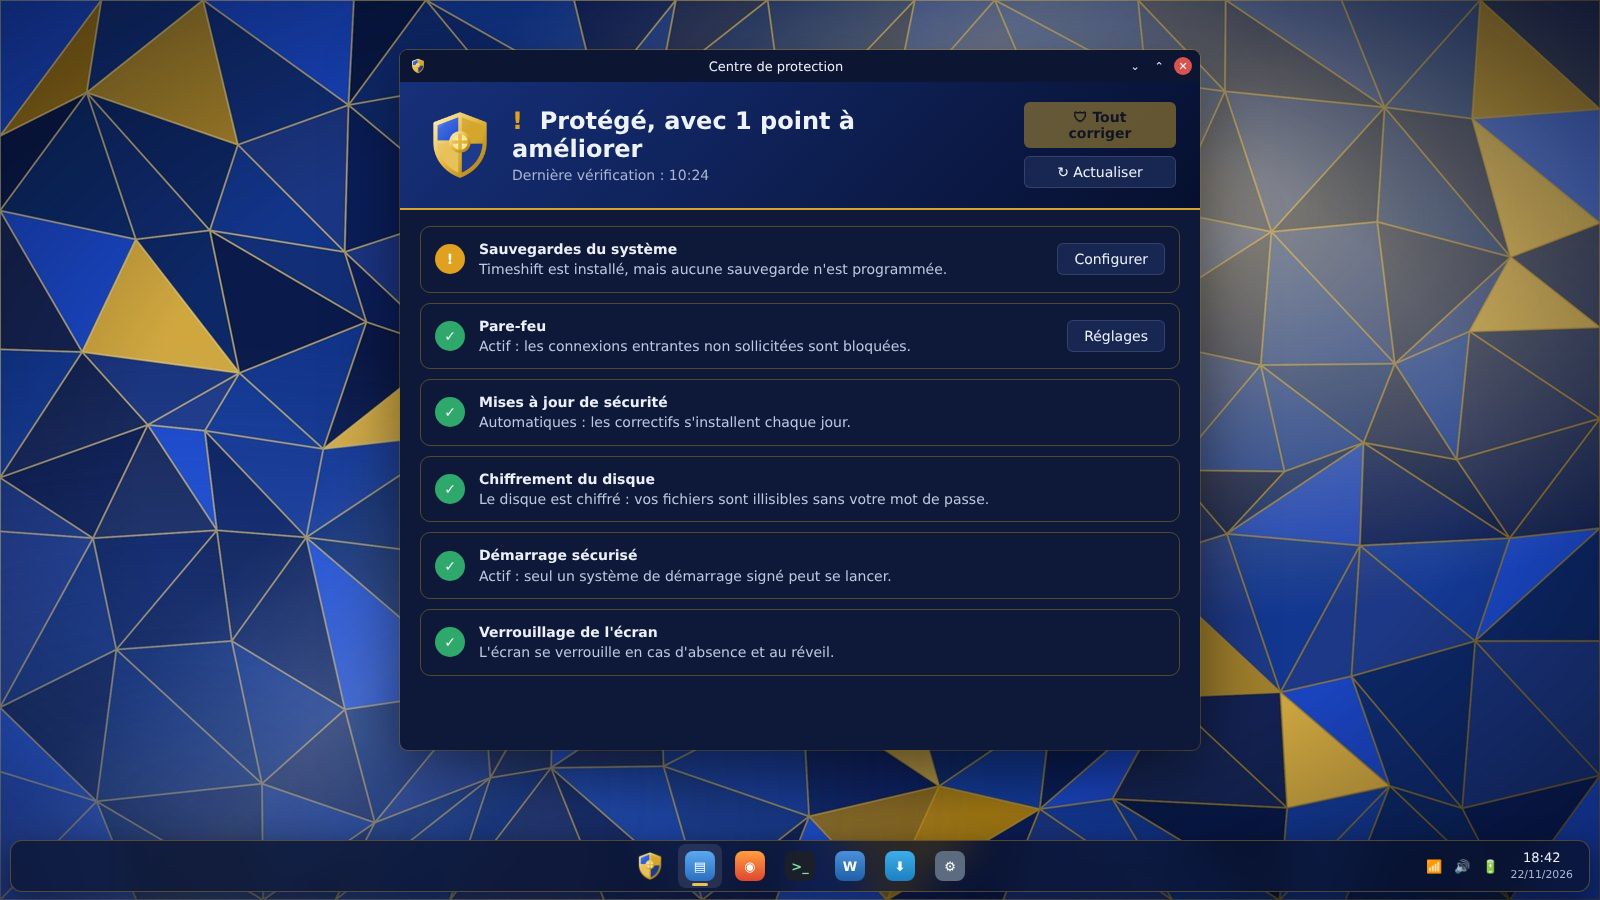 Centre de protection
! Protégé, avec 1 point à
améliorer
Dernière vérification : 10:24
Tout
corriger
↻ Actualiser
! Sauvegardes du système
Timeshift est installé, mais aucune sauvegarde n'est programmée.
Configurer
Pare-feu
Actif : les connexions entrantes non sollicitées sont bloquées.
Réglages
Mises à jour de sécurité
Automatiques : les correctifs s'installent chaque jour.
Chiffrement du disque
Le disque est chiffré : vos fichiers sont illisibles sans votre mot de passe.
Démarrage sécurisé
Actif : seul un système de démarrage signé peut se lancer.
Verrouillage de l'écran
L'écran se verrouille en cas d'absence et au réveil.
>_
W
18:42
22/11/2026